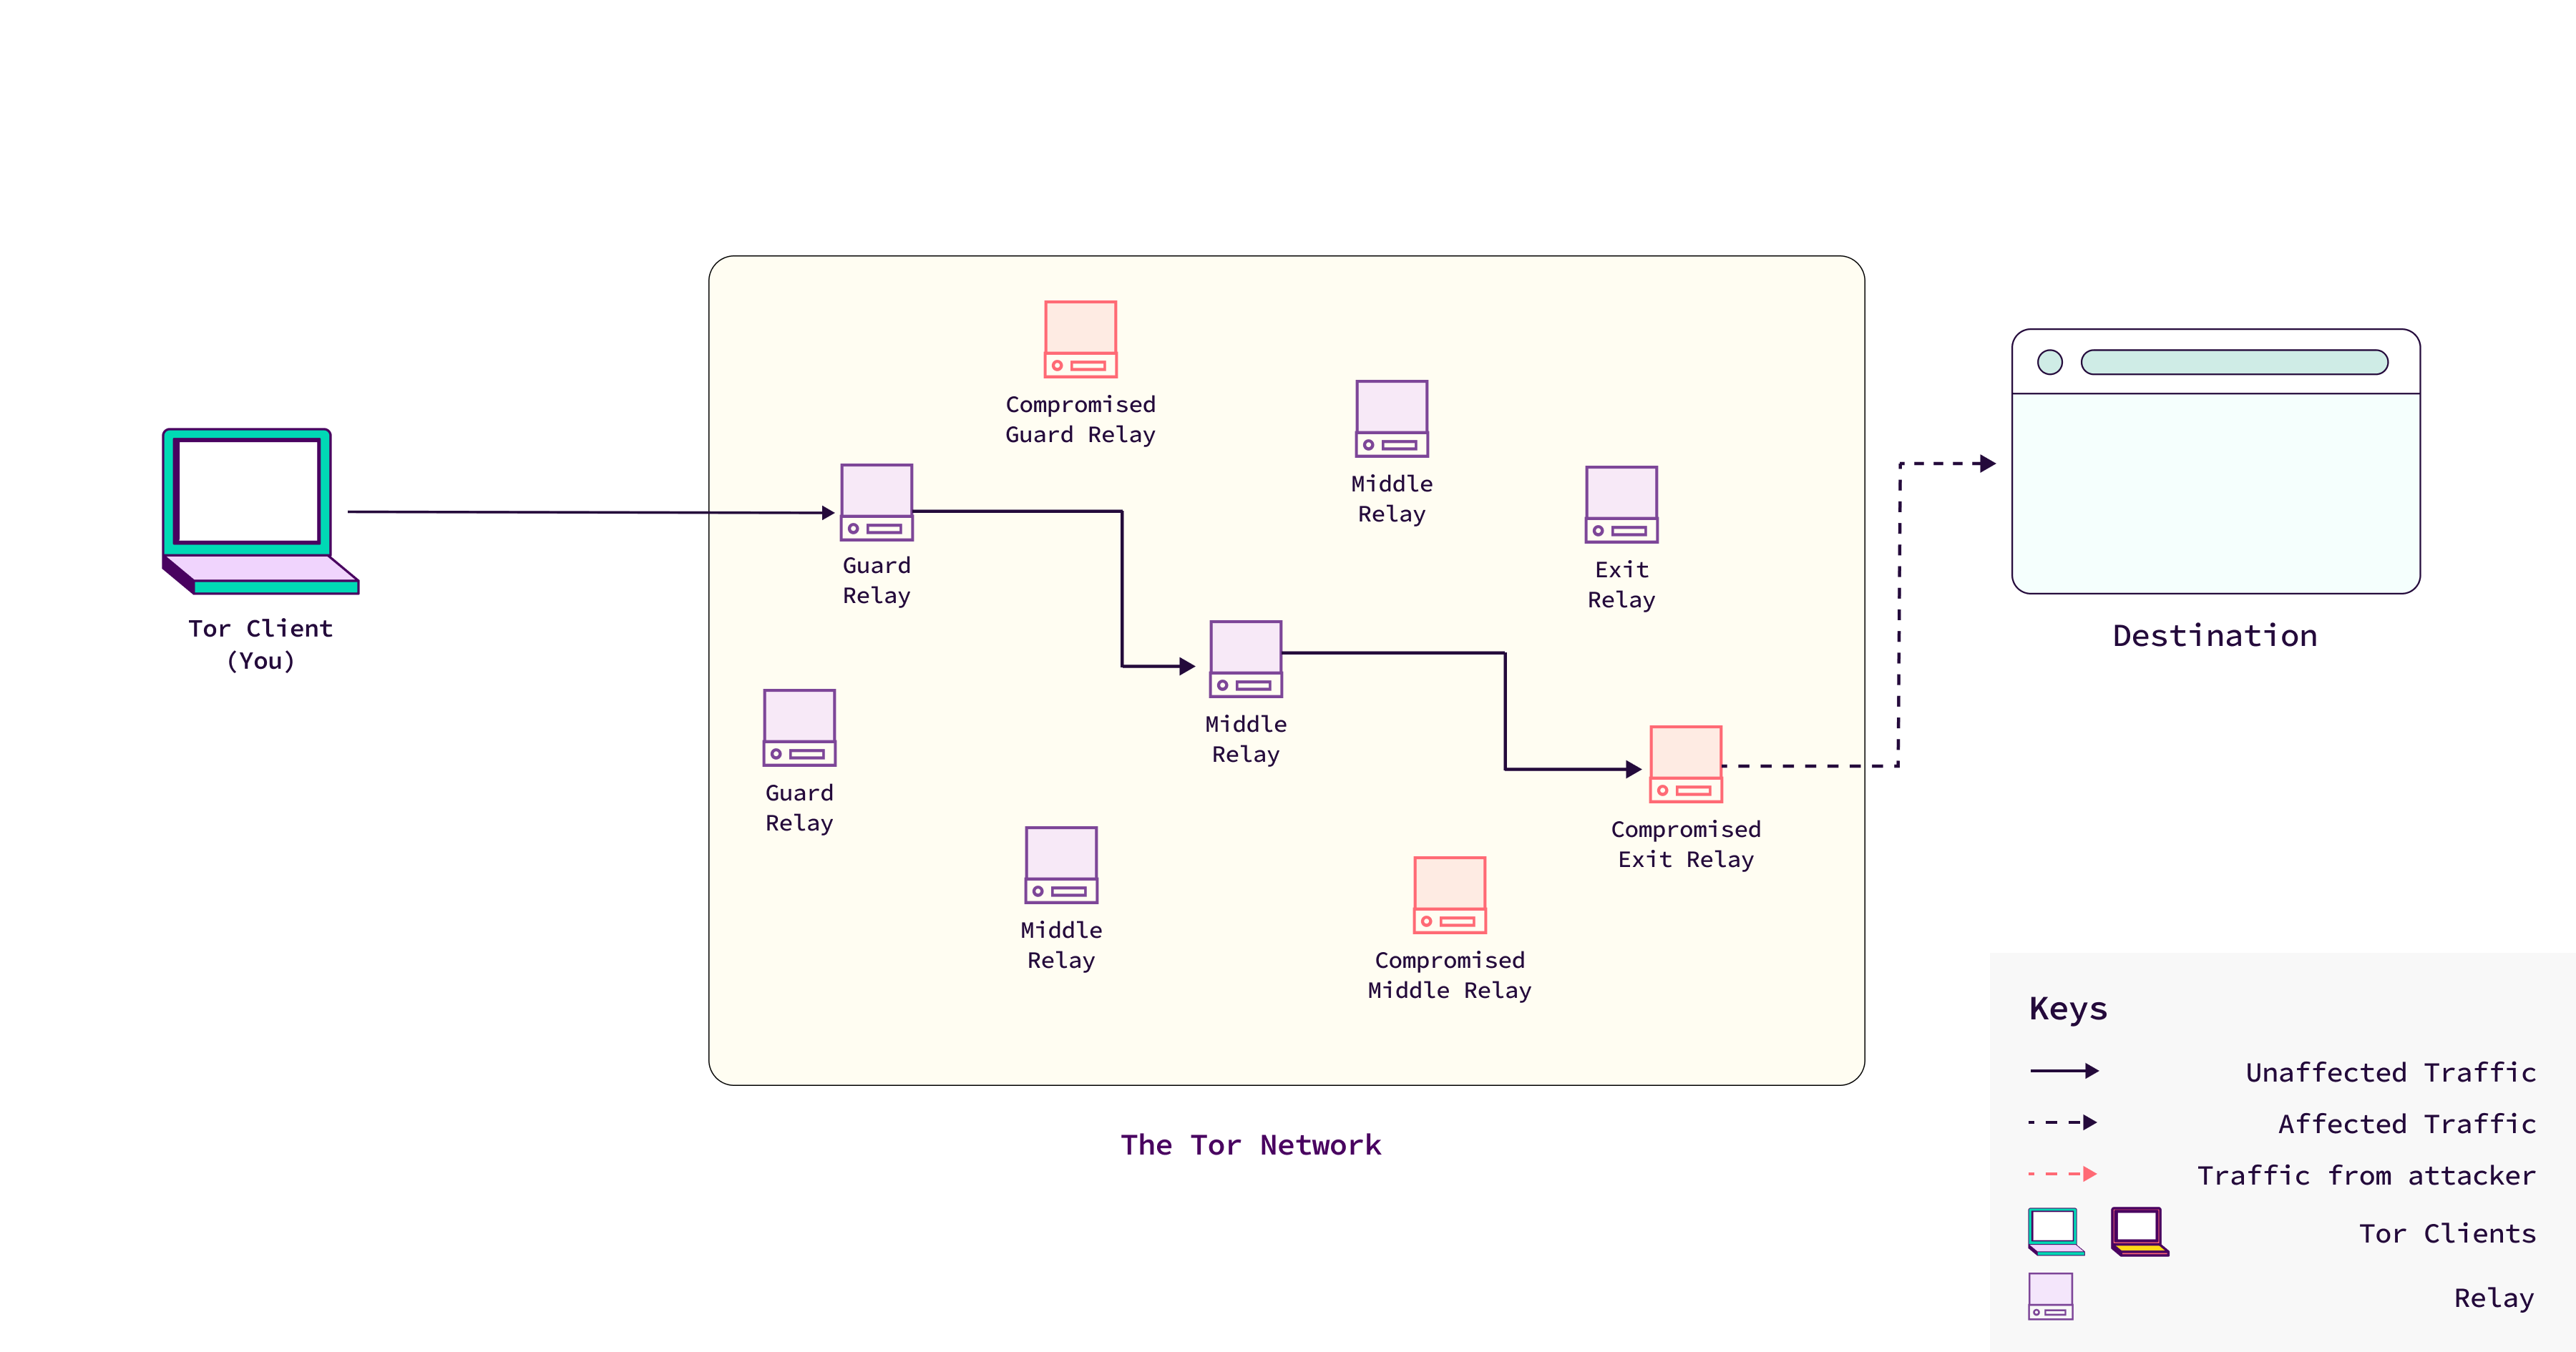 Compromised
Guard Relay
Middle
Relay
Guard
Relay
Exit
Relay
Tor Client
(You)
Destination
Middle
Relay
Guard
Relay
Compromised
Exit Relay
Middle
Relay
Compromised
Middle Relay
The Tor Network
Keys
Unaffected Traffic
Affected Traffic
Traffic from attacker
Tor Clients
Relay